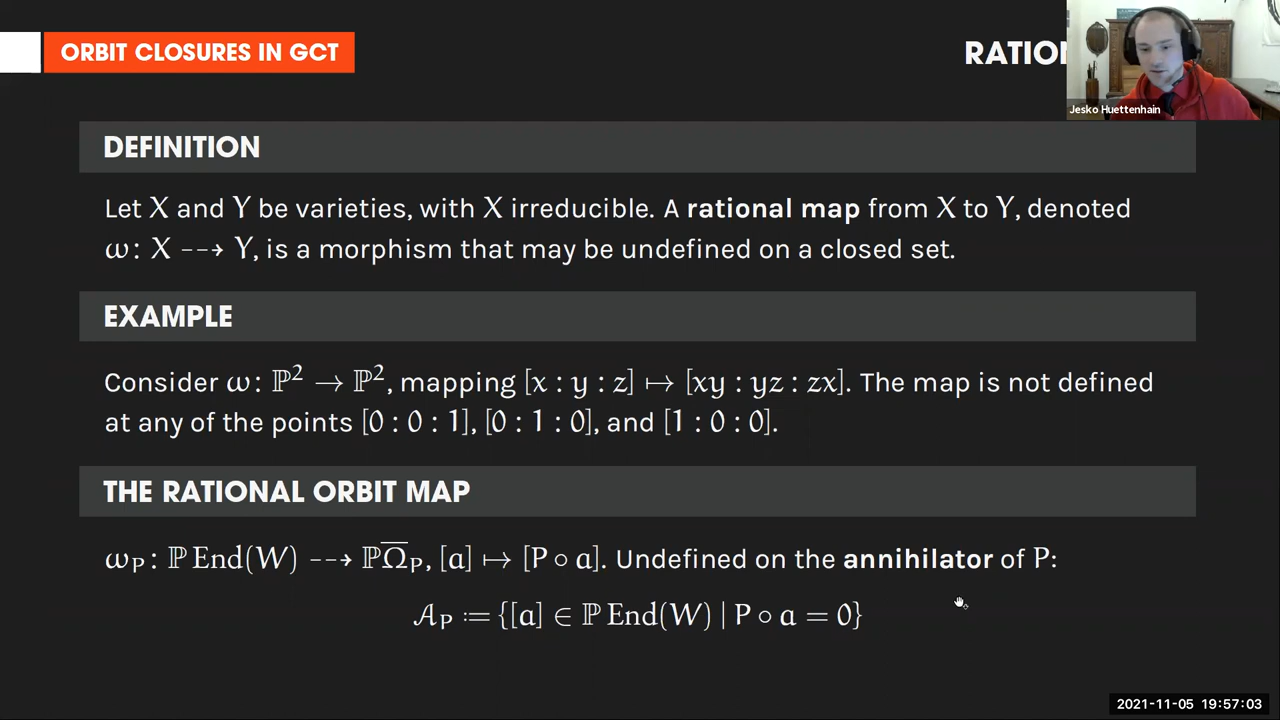 ORBIT CLOSURES IN GCT
Jesko Huettenhain
DEFINITION
Let X and Y be varieties, with X irreducible. A rational map from X to Y, denoted
ω: X ⇢ Y, is a morphism that may be undefined on a closed set.
EXAMPLE
Consider ω: ℙ² → ℙ², mapping [x : y : z] ↦ [xy : yz : zx]. The map is not defined
at any of the points [0 : 0 : 1], [0 : 1 : 0], and [1 : 0 : 0].
THE RATIONAL ORBIT MAP
ω_P: ℙ End(W) ⇢ ℙΩ̅_P, [a] ↦ [P ∘ a]. Undefined on the annihilator of P:
𝒜_P ≔ {[a] ∈ ℙ End(W) | P ∘ a = 0}
2021-11-05 19:57:03